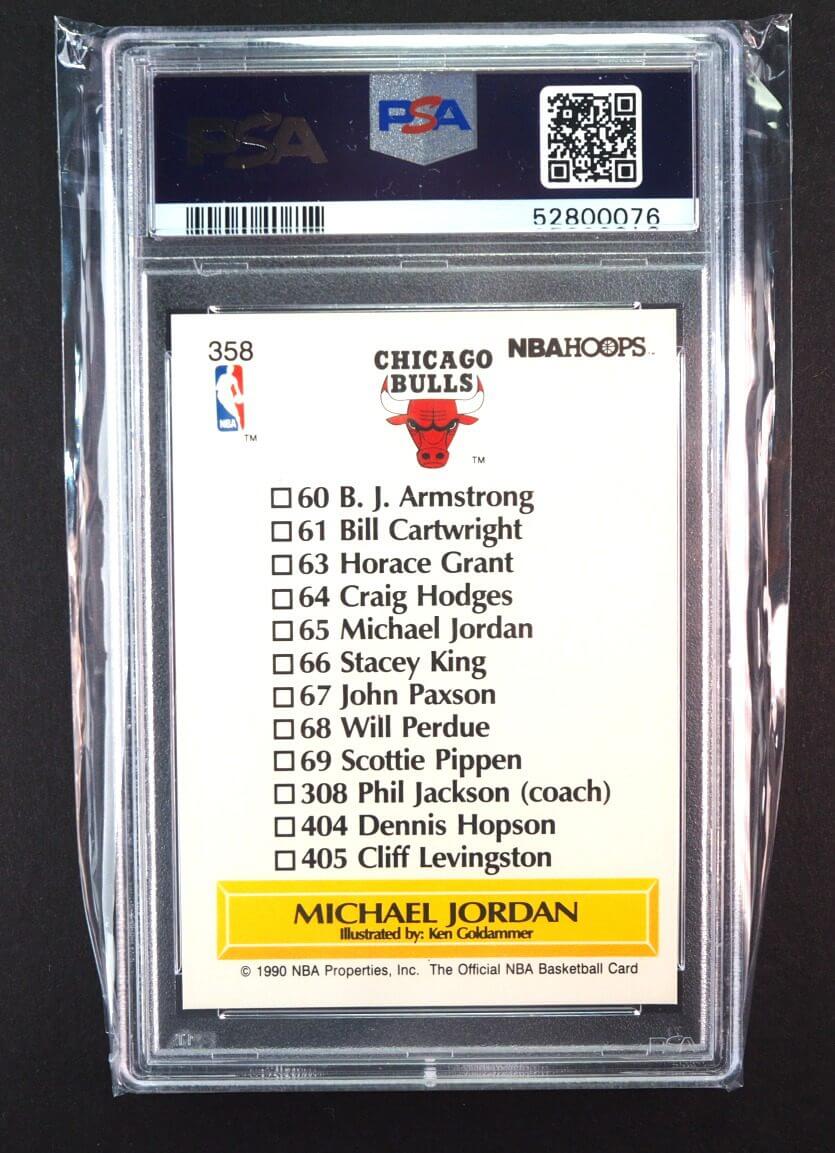 PSA
PSA
52800076
358
NBAHOOPS
NBA
TM
CHICAGO
BULLS
TM
60 B. J. Armstrong
61 Bill Cartwright
63 Horace Grant
64 Craig Hodges
65 Michael Jordan
66 Stacey King
67 John Paxson
68 Will Perdue
69 Scottie Pippen
308 Phil Jackson (coach)
404 Dennis Hopson
405 Cliff Levingston
MICHAEL JORDAN
Illustrated by: Ken Goldammer
© 1990 NBA Properties, Inc. The Official NBA Basketball Card
PSA